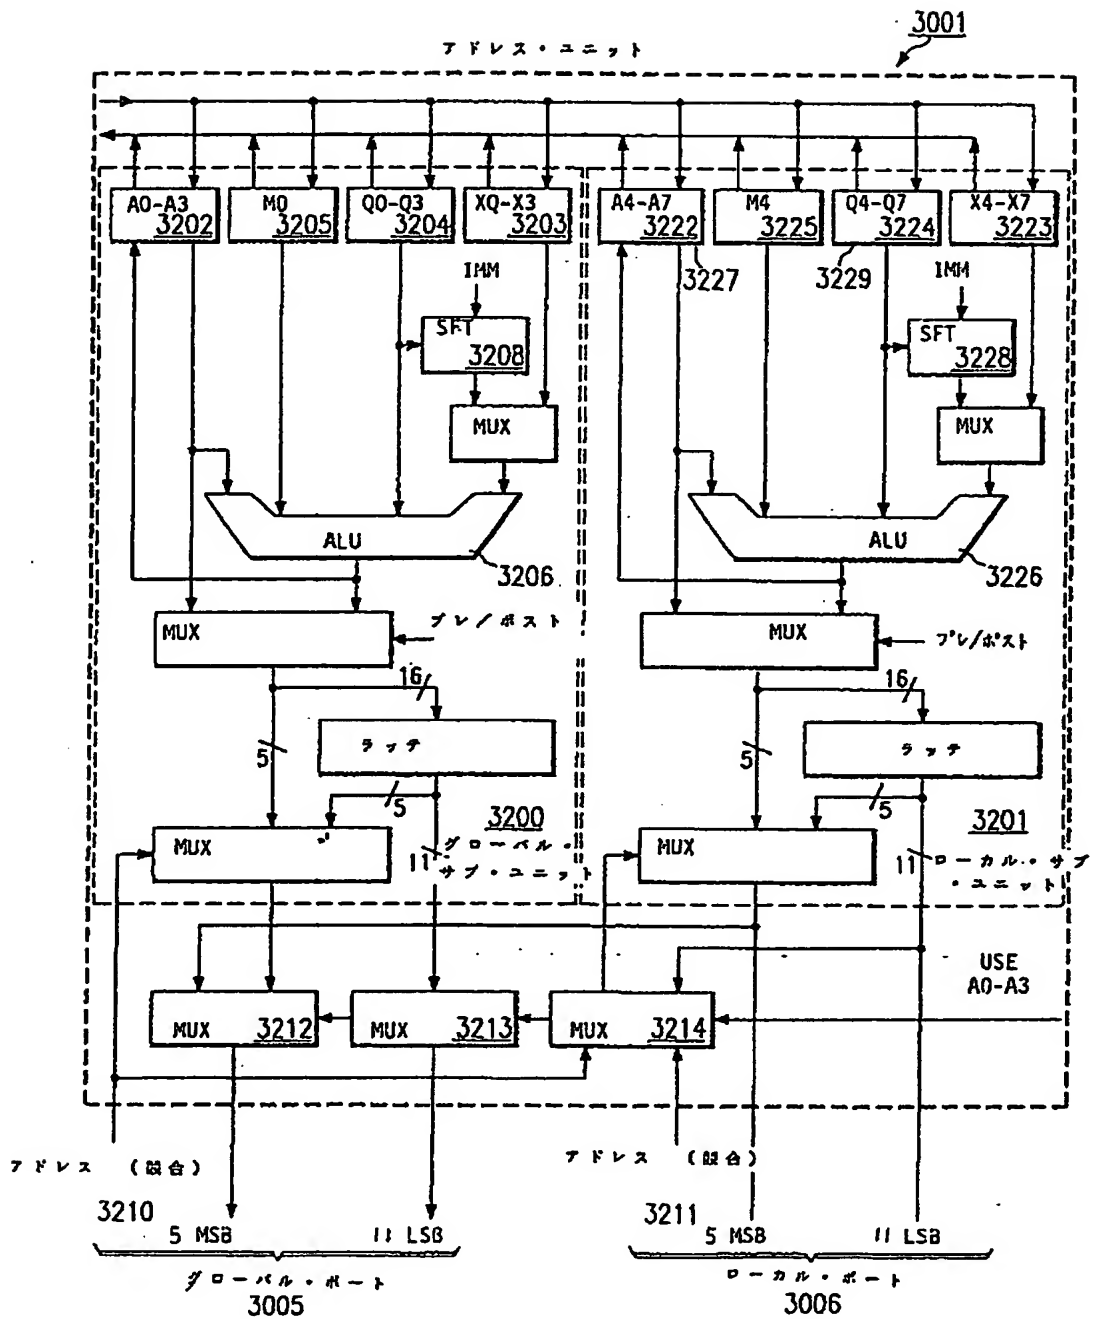 3001
アドレス・ユニット
A0-A3
3202
M0
3205
Q0-Q3
3204
X0-X3
3203
A4-A7
3222
M4
3225
Q4-Q7
3224
X4-X7
3223
3227
3229
IMM
IMM
SFT
3208
SFT
3228
MUX
MUX
ALU
3206
ALU
3226
MUX
プレ/ポスト
MUX
プレ/ポスト
16
16
5
ラッチ
5
ラッチ
5
5
3200
3201
MUX
11
グローバル・
サブ・ユニット
MUX
11
ローカル・サブ
・ユニット
USE
A0-A3
MUX 3212
MUX 3213
MUX 3214
アドレス (競合)
アドレス (競合)
3210
5 MSB
11 LSB
3211
5 MSB
11 LSB
グローバル・ポート
3005
ローカル・ポート
3006